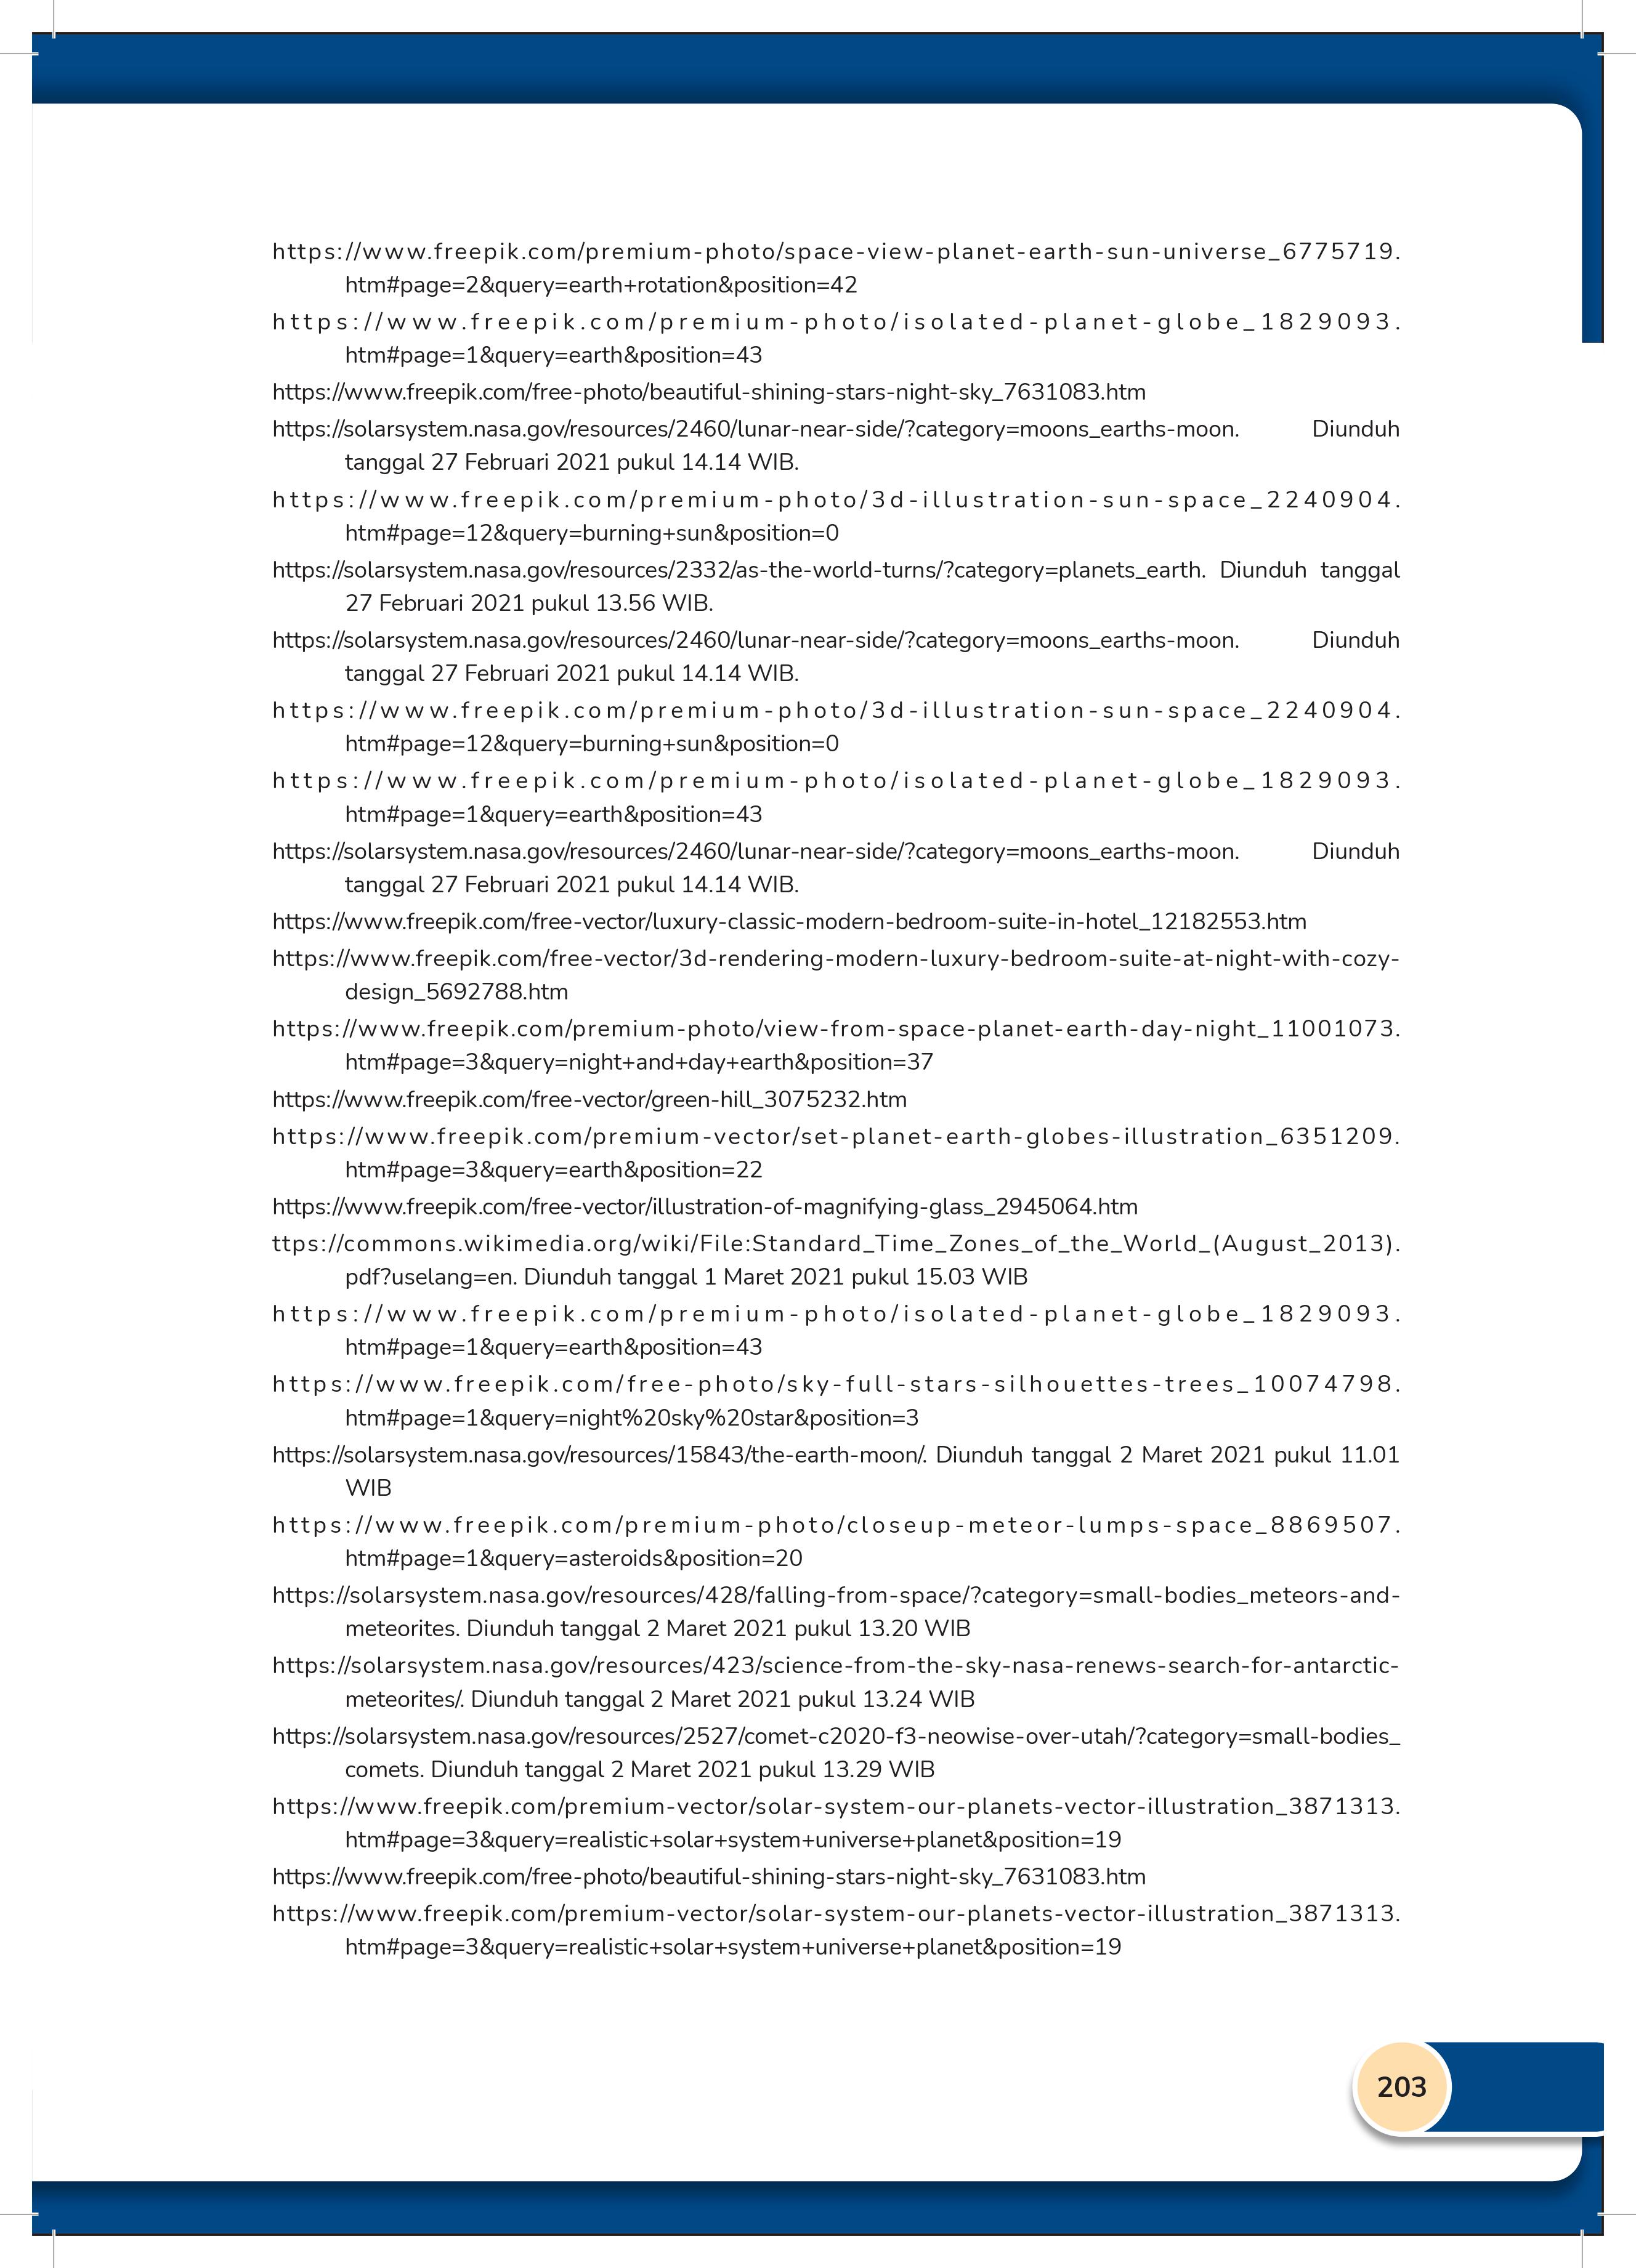 https://www.freepik.com/premium-photo/space-view-planet-earth-sun-universe_6775719.
htm#page=2&query=earth+rotation&position=42
https://www.freepik.com/premium-photo/isolated-planet-globe_1829093.
htm#page=1&query=earth&position=43
https://www.freepik.com/free-photo/beautiful-shining-stars-night-sky_7631083.htm
https://solarsystem.nasa.gov/resources/2460/lunar-near-side/?category=moons_earths-moon. Diunduh
tanggal 27 Februari 2021 pukul 14.14 WIB.
https://www.freepik.com/premium-photo/3d-illustration-sun-space_2240904.
htm#page=12&query=burning+sun&position=0
https://solarsystem.nasa.gov/resources/2332/as-the-world-turns/?category=planets_earth. Diunduh tanggal
27 Februari 2021 pukul 13.56 WIB.
https://solarsystem.nasa.gov/resources/2460/lunar-near-side/?category=moons_earths-moon. Diunduh
tanggal 27 Februari 2021 pukul 14.14 WIB.
https://www.freepik.com/premium-photo/3d-illustration-sun-space_2240904.
htm#page=12&query=burning+sun&position=0
https://www.freepik.com/premium-photo/isolated-planet-globe_1829093.
htm#page=1&query=earth&position=43
https://solarsystem.nasa.gov/resources/2460/lunar-near-side/?category=moons_earths-moon. Diunduh
tanggal 27 Februari 2021 pukul 14.14 WIB.
https://www.freepik.com/free-vector/luxury-classic-modern-bedroom-suite-in-hotel_12182553.htm
https://www.freepik.com/free-vector/3d-rendering-modern-luxury-bedroom-suite-at-night-with-cozy-
design_5692788.htm
https://www.freepik.com/premium-photo/view-from-space-planet-earth-day-night_11001073.
htm#page=3&query=night+and+day+earth&position=37
https://www.freepik.com/free-vector/green-hill_3075232.htm
https://www.freepik.com/premium-vector/set-planet-earth-globes-illustration_6351209.
htm#page=3&query=earth&position=22
https://www.freepik.com/free-vector/illustration-of-magnifying-glass_2945064.htm
ttps://commons.wikimedia.org/wiki/File:Standard_Time_Zones_of_the_World_(August_2013).
pdf?uselang=en. Diunduh tanggal 1 Maret 2021 pukul 15.03 WIB
https://www.freepik.com/premium-photo/isolated-planet-globe_1829093.
htm#page=1&query=earth&position=43
https://www.freepik.com/free-photo/sky-full-stars-silhouettes-trees_10074798.
htm#page=1&query=night%20sky%20star&position=3
https://solarsystem.nasa.gov/resources/15843/the-earth-moon/. Diunduh tanggal 2 Maret 2021 pukul 11.01
WIB
https://www.freepik.com/premium-photo/closeup-meteor-lumps-space_8869507.
htm#page=1&query=asteroids&position=20
https://solarsystem.nasa.gov/resources/428/falling-from-space/?category=small-bodies_meteors-and-
meteorites. Diunduh tanggal 2 Maret 2021 pukul 13.20 WIB
https://solarsystem.nasa.gov/resources/423/science-from-the-sky-nasa-renews-search-for-antarctic-
meteorites/. Diunduh tanggal 2 Maret 2021 pukul 13.24 WIB
https://solarsystem.nasa.gov/resources/2527/comet-c2020-f3-neowise-over-utah/?category=small-bodies_
comets. Diunduh tanggal 2 Maret 2021 pukul 13.29 WIB
https://www.freepik.com/premium-vector/solar-system-our-planets-vector-illustration_3871313.
htm#page=3&query=realistic+solar+system+universe+planet&position=19
https://www.freepik.com/free-photo/beautiful-shining-stars-night-sky_7631083.htm
https://www.freepik.com/premium-vector/solar-system-our-planets-vector-illustration_3871313.
htm#page=3&query=realistic+solar+system+universe+planet&position=19
203